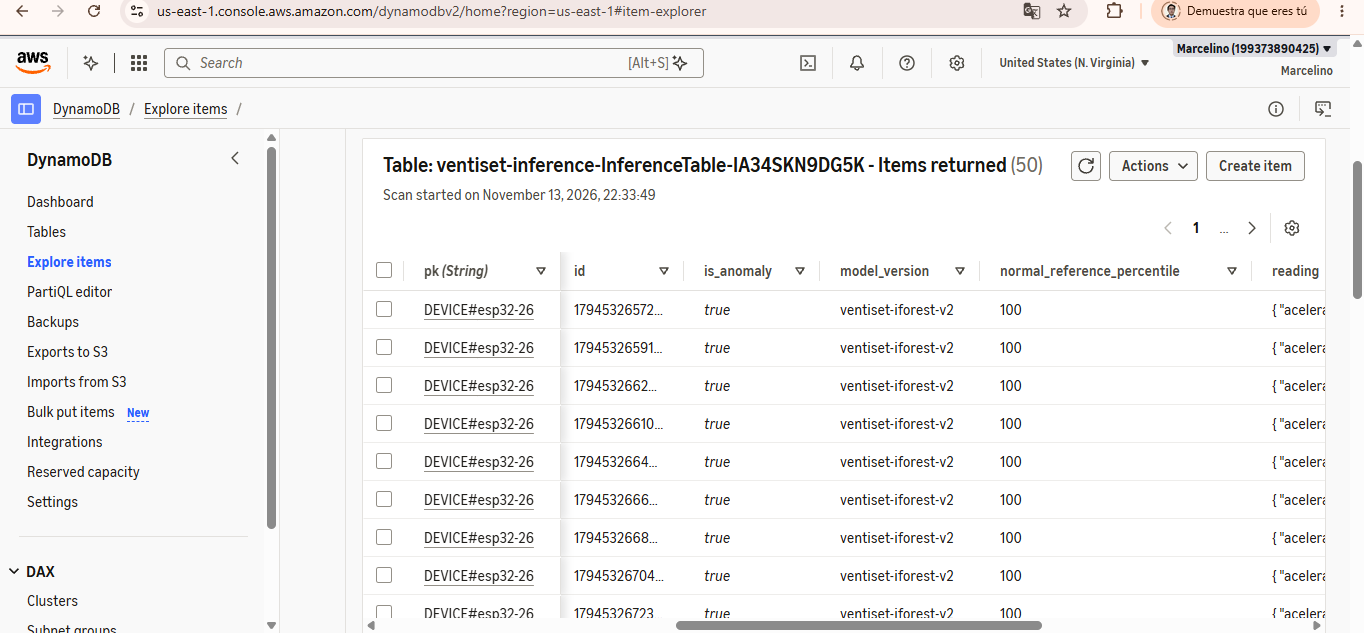 us-east-1.console.aws.amazon.com/dynamodbv2/home?region=us-east-1#item-explorer
Demuestra que eres tú
aws
Search
[Alt+S]
United States (N. Virginia)
Marcelino (199373890425)
Marcelino
DynamoDB / Explore items /
DynamoDB
Dashboard
Tables
Explore items
PartiQL editor
Backups
Exports to S3
Imports from S3
Bulk put items New
Integrations
Reserved capacity
Settings
DAX
Clusters
Subnet groups
Table: ventiset-inference-InferenceTable-IA34SKN9DG5K - Items returned (50)
Actions
Create item
Scan started on November 13, 2026, 22:33:49
1 ...
pk (String) id is_anomaly model_version normal_reference_percentile reading
DEVICE#esp32-26 17945326572... true ventiset-iforest-v2 100 { "acelera
DEVICE#esp32-26 17945326591... true ventiset-iforest-v2 100 { "acelera
DEVICE#esp32-26 1794532662... true ventiset-iforest-v2 100 { "acelera
DEVICE#esp32-26 17945326610... true ventiset-iforest-v2 100 { "acelera
DEVICE#esp32-26 1794532664... true ventiset-iforest-v2 100 { "acelera
DEVICE#esp32-26 1794532666... true ventiset-iforest-v2 100 { "acelera
DEVICE#esp32-26 1794532668... true ventiset-iforest-v2 100 { "acelera
DEVICE#esp32-26 17945326704... true ventiset-iforest-v2 100 { "acelera
DEVICE#esp32-26 17945326723 true ventiset-iforest-v2 100 { "acelera